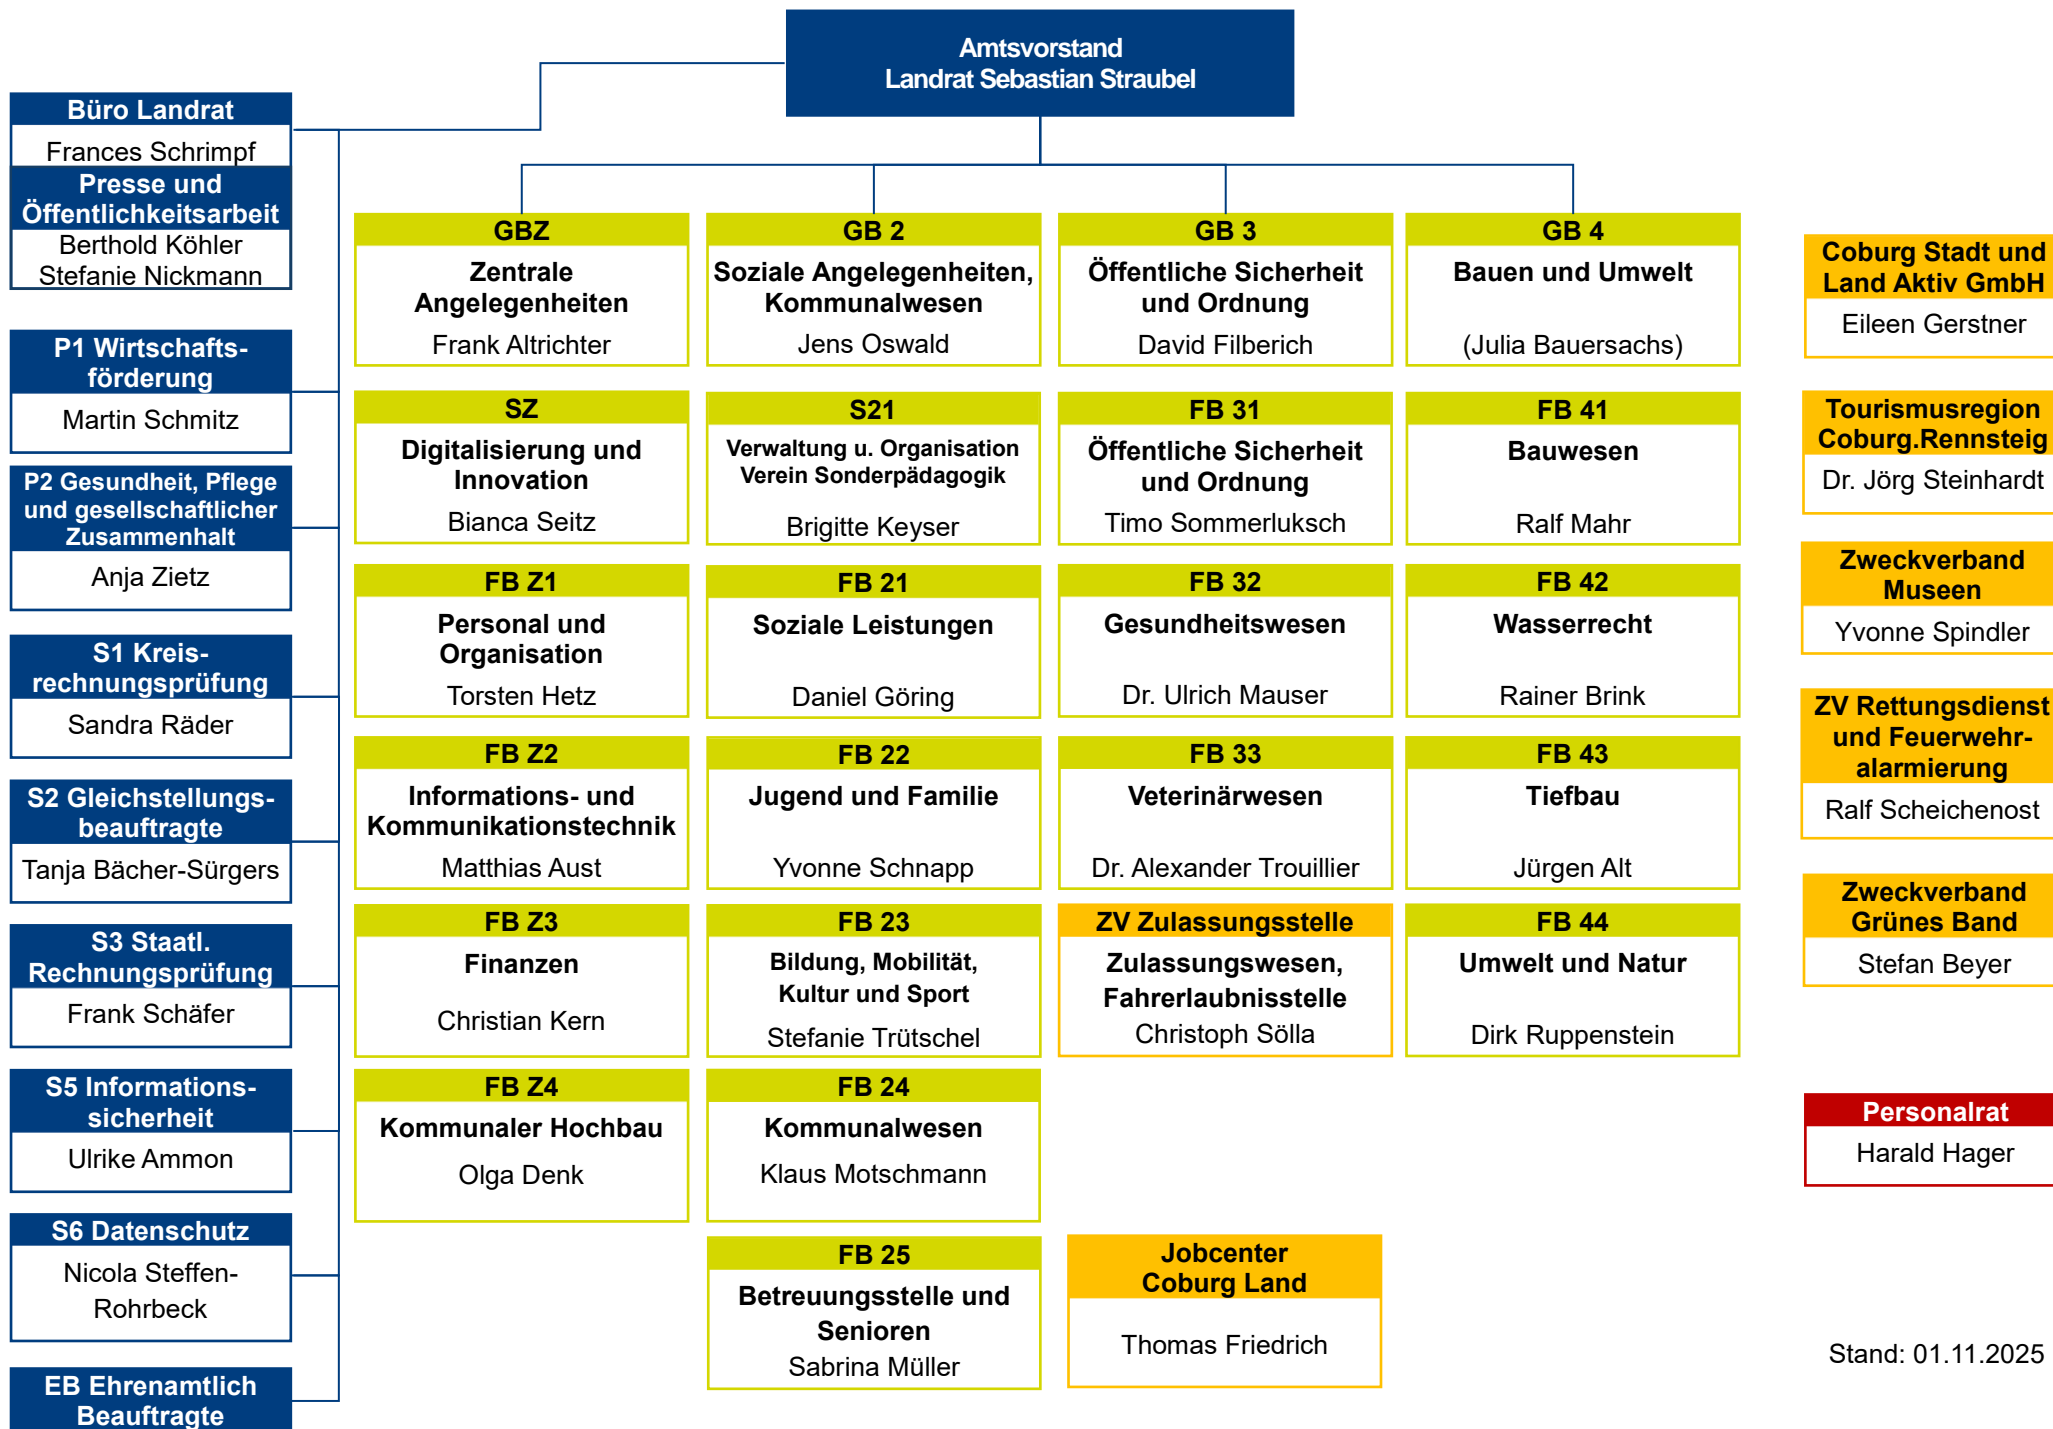 Amtsvorstand
Landrat Sebastian Straubel
Büro Landrat
Frances Schrimpf
Presse und
Öffentlichkeitsarbeit
Berthold Köhler
Stefanie Nickmann
P1 Wirtschafts-
förderung
Martin Schmitz
P2 Gesundheit, Pflege
und gesellschaftlicher
Zusammenhalt
Anja Zietz
S1 Kreis-
rechnungsprüfung
Sandra Räder
S2 Gleichstellungs-
beauftragte
Tanja Bächer-Sürgers
S3 Staatl.
Rechnungsprüfung
Frank Schäfer
S5 Informations-
sicherheit
Ulrike Ammon
S6 Datenschutz
Nicola Steffen-
Rohrbeck
EB Ehrenamtlich
Beauftragte
GBZ
Zentrale
Angelegenheiten
Frank Altrichter
SZ
Digitalisierung und
Innovation
Bianca Seitz
FB Z1
Personal und
Organisation
Torsten Hetz
FB Z2
Informations- und
Kommunikationstechnik
Matthias Aust
FB Z3
Finanzen
Christian Kern
FB Z4
Kommunaler Hochbau
Olga Denk
GB 2
Soziale Angelegenheiten,
Kommunalwesen
Jens Oswald
S21
Verwaltung u. Organisation
Verein Sonderpädagogik
Brigitte Keyser
FB 21
Soziale Leistungen
Daniel Göring
FB 22
Jugend und Familie
Yvonne Schnapp
FB 23
Bildung, Mobilität,
Kultur und Sport
Stefanie Trütschel
FB 24
Kommunalwesen
Klaus Motschmann
FB 25
Betreuungsstelle und
Senioren
Sabrina Müller
GB 3
Öffentliche Sicherheit
und Ordnung
David Filberich
FB 31
Öffentliche Sicherheit
und Ordnung
Timo Sommerluksch
FB 32
Gesundheitswesen
Dr. Ulrich Mauser
FB 33
Veterinärwesen
Dr. Alexander Trouillier
ZV Zulassungsstelle
Zulassungswesen,
Fahrerlaubnisstelle
Christoph Sölla
Jobcenter
Coburg Land
Thomas Friedrich
GB 4
Bauen und Umwelt
(Julia Bauersachs)
FB 41
Bauwesen
Ralf Mahr
FB 42
Wasserrecht
Rainer Brink
FB 43
Tiefbau
Jürgen Alt
FB 44
Umwelt und Natur
Dirk Ruppenstein
Coburg Stadt und
Land Aktiv GmbH
Eileen Gerstner
Tourismusregion
Coburg.Rennsteig
Dr. Jörg Steinhardt
Zweckverband
Museen
Yvonne Spindler
ZV Rettungsdienst
und Feuerwehr-
alarmierung
Ralf Scheichenost
Zweckverband
Grünes Band
Stefan Beyer
Personalrat
Harald Hager
Stand: 01.11.2025